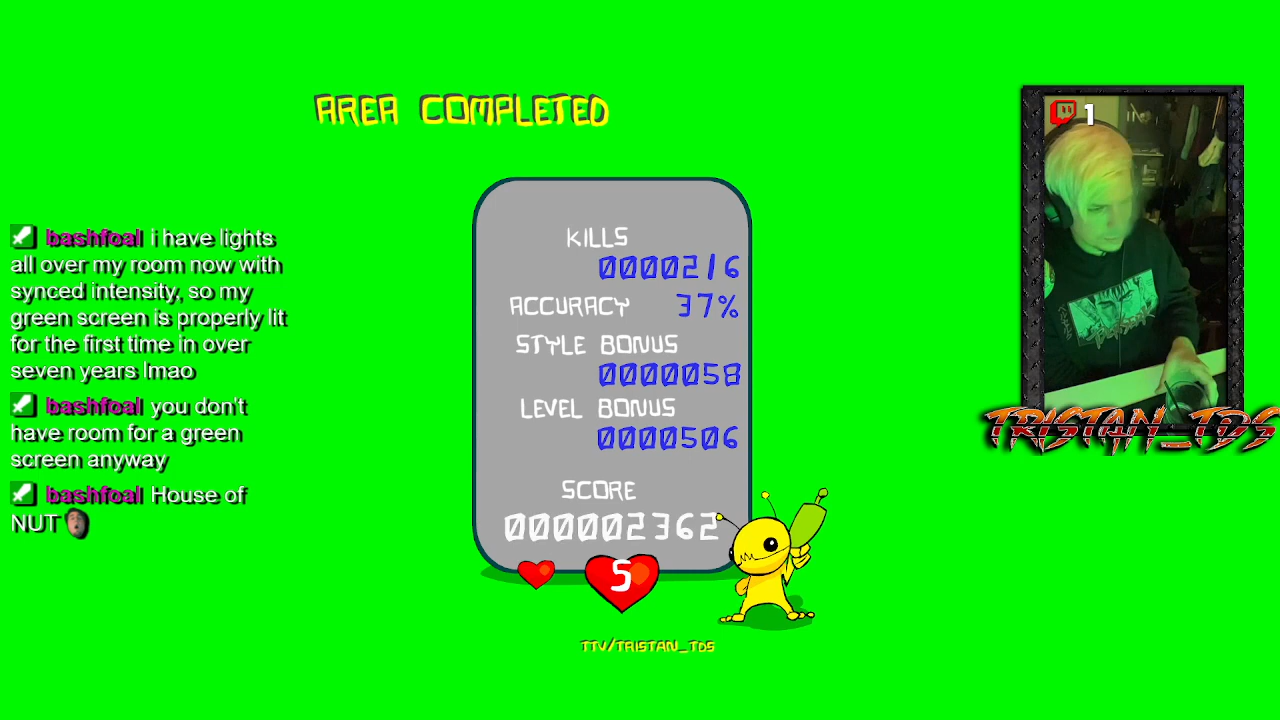 AREA COMPLETED
1
KILLS
0000216
ACCURACY 37%
STYLE BONUS
0000058
LEVEL BONUS
0000506
SCORE
000002362
5
TTV/TRISTAN_TDS
bashfoal i have lights
all over my room now with
synced intensity, so my
green screen is properly lit
for the first time in over
seven years lmao
bashfoal you don't
have room for a green
screen anyway
bashfoal House of
NUT
TRISTAN_TDS